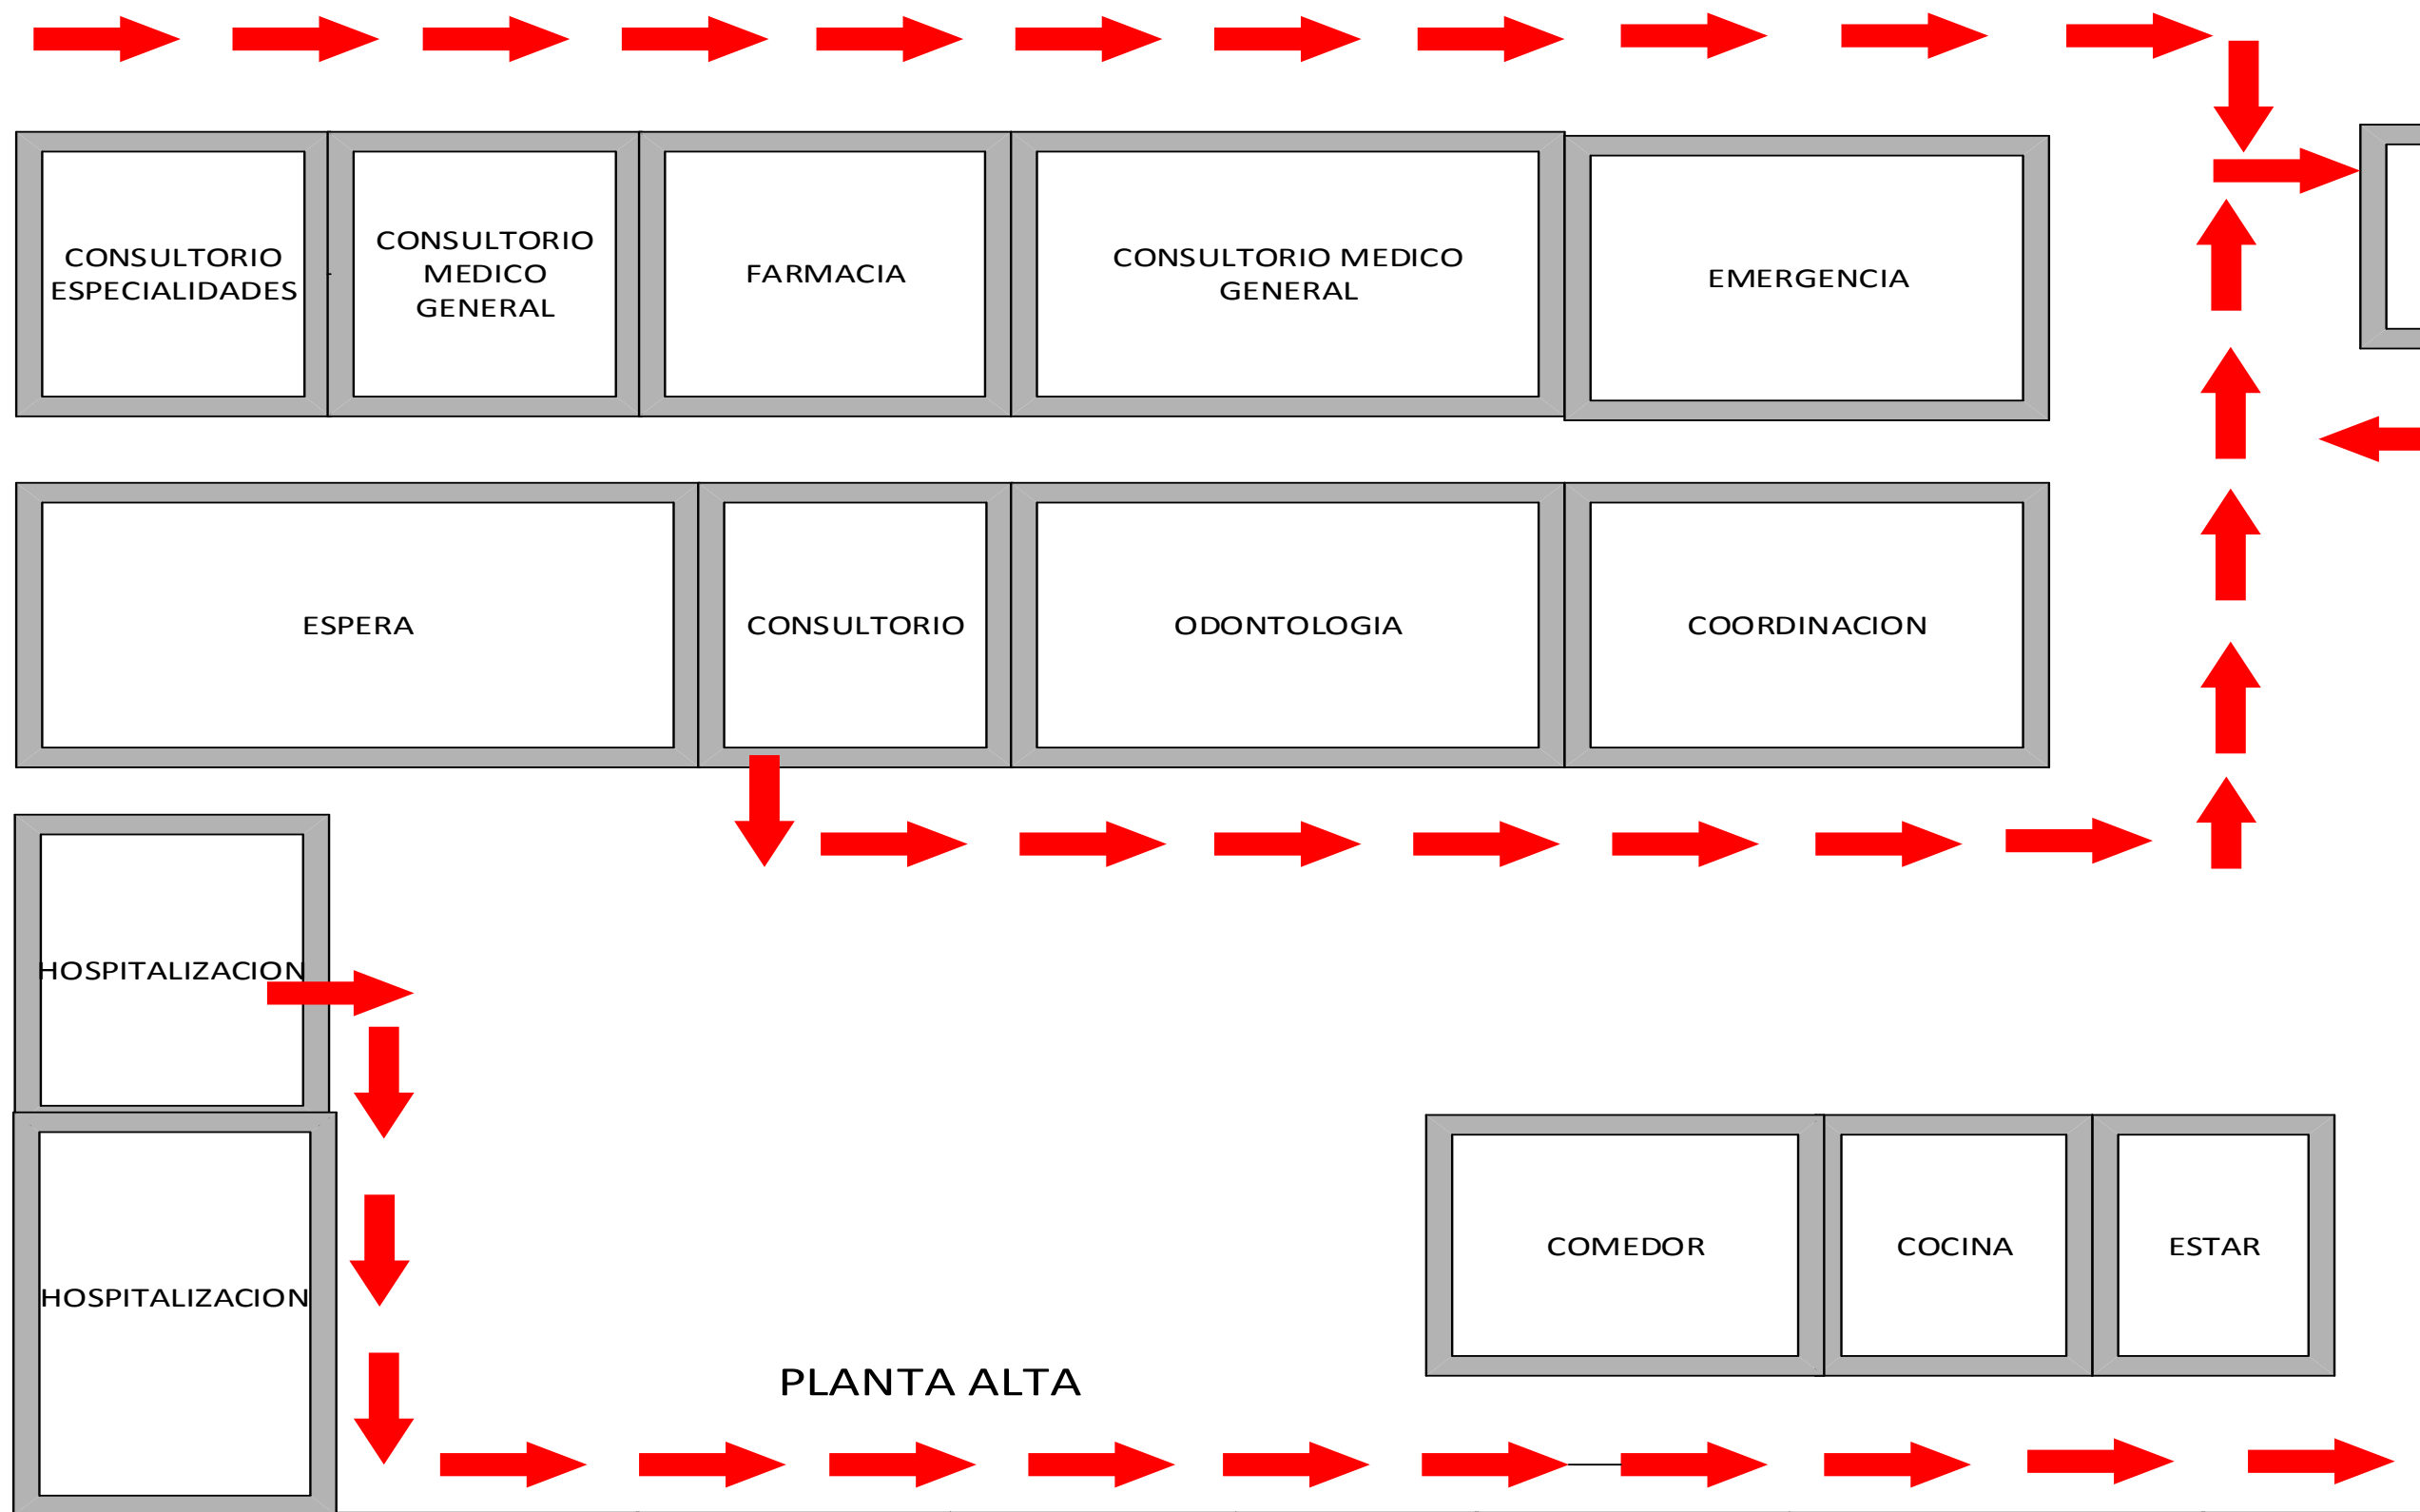 CONSULTORIO
ESPECIALIDADES
CONSULTORIO
MEDICO
GENERAL
FARMACIA
CONSULTORIO MEDICO
GENERAL
EMERGENCIA
ESPERA
CONSULTORIO
ODONTOLOGIA
COORDINACION
HOSPITALIZACION
HOSPITALIZACION
COMEDOR
COCINA
ESTAR
PLANTA ALTA